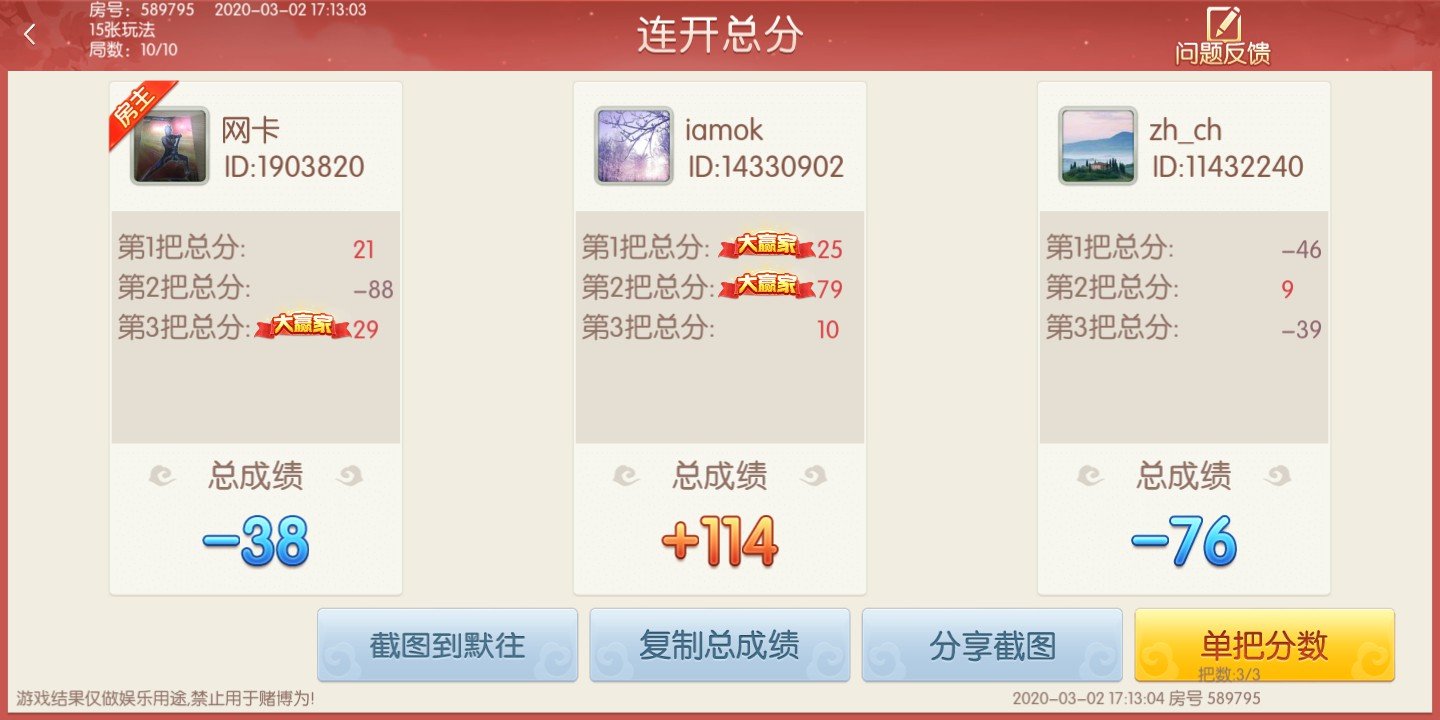 房号：589795 2020-03-02 17:13:03
15张玩法
局数：10/10
连开总分
问题反馈
房主
网卡
ID:1903820
第1把总分: 21
第2把总分: -88
第3把总分: 大赢家 29
总成绩
-38
iamok
ID:14330902
第1把总分: 大赢家 25
第2把总分: 大赢家 79
第3把总分: 10
总成绩
+114
zh_ch
ID:11432240
第1把总分: -46
第2把总分: 9
第3把总分: -39
总成绩
-76
截图到默往
复制总成绩
分享截图
单把分数
把数:3/3
游戏结果仅做娱乐用途,禁止用于赌博为!
2020-03-02 17:13:04 房号 589795